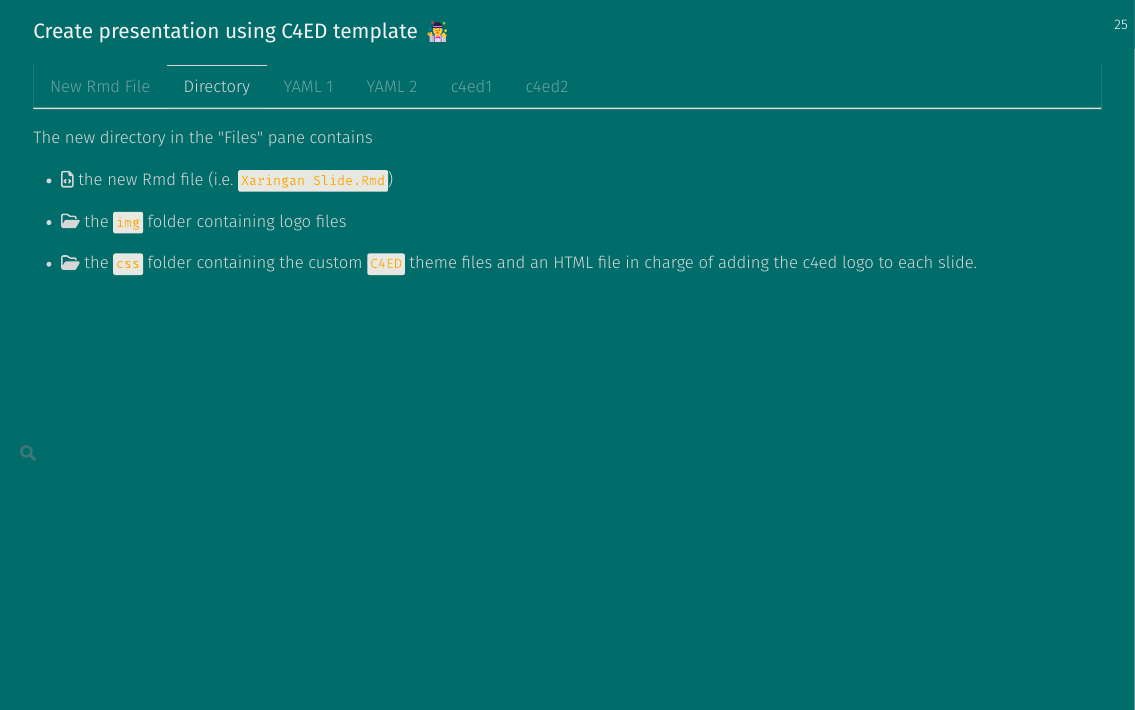 Create presentation using C4ED template
25
New Rmd File Directory YAML 1 YAML 2 c4ed1 c4ed2
The new directory in the "Files" pane contains
the new Rmd file (i.e. Xaringan Slide.Rmd)
the img folder containing logo files
the css folder containing the custom C4ED theme files and an HTML file in charge of adding the c4ed logo to each slide.